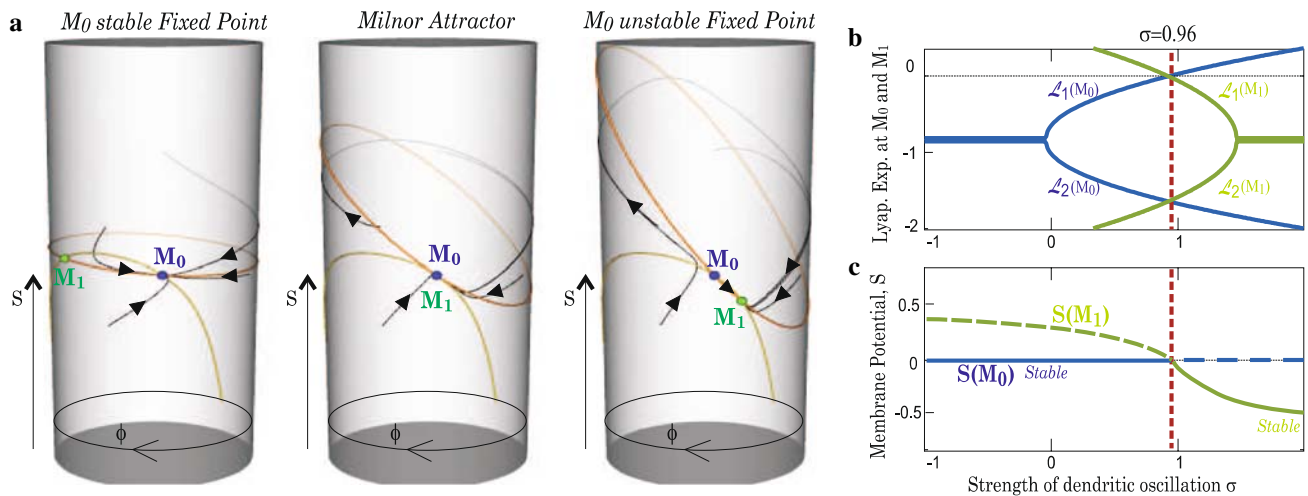 a
M0 stable Fixed Point
Milnor Attractor
M0 unstable Fixed Point
M0
M1
S
ϕ
M0
M1
S
ϕ
M0
M1
S
ϕ
b
σ=0.96
Lyap. Exp. at M0 and M1
0
-1
-2
ℒ1(M0)
ℒ1(M1)
ℒ2(M0)
ℒ2(M1)
-1
0
1
c
Membrane Potential, S
0.5
0
-0.5
S(M1)
S(M0) Stable
Stable
-1
0
1
Strength of dendritic oscillation σ